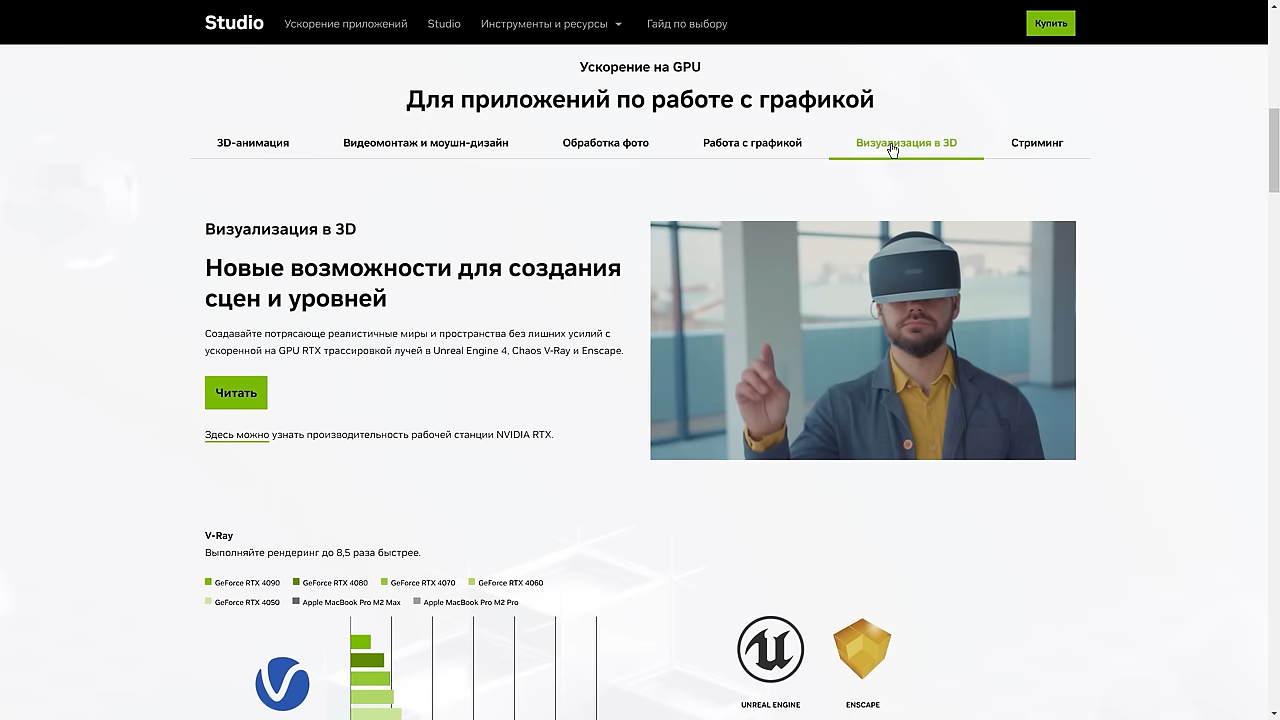 Studio
Ускорение приложений
Studio
Инструменты и ресурсы
Гайд по выбору
Купить
Ускорение на GPU
Для приложений по работе с графикой
3D-анимация
Видеомонтаж и моушн-дизайн
Обработка фото
Работа с графикой
Визуализация в 3D
Стриминг
Визуализация в 3D
Новые возможности для создания
сцен и уровней
Создавайте потрясающе реалистичные миры и пространства без лишних усилий с
ускоренной на GPU RTX трассировкой лучей в Unreal Engine 4, Chaos V-Ray и Enscape.
Читать
Здесь можно узнать производительность рабочей станции NVIDIA RTX.
V-Ray
Выполняйте рендеринг до 8,5 раза быстрее.
GeForce RTX 4090
GeForce RTX 4080
GeForce RTX 4070
GeForce RTX 4060
GeForce RTX 4050
Apple MacBook Pro M2 Max
Apple MacBook Pro M2 Pro
UNREAL ENGINE
ENSCAPE